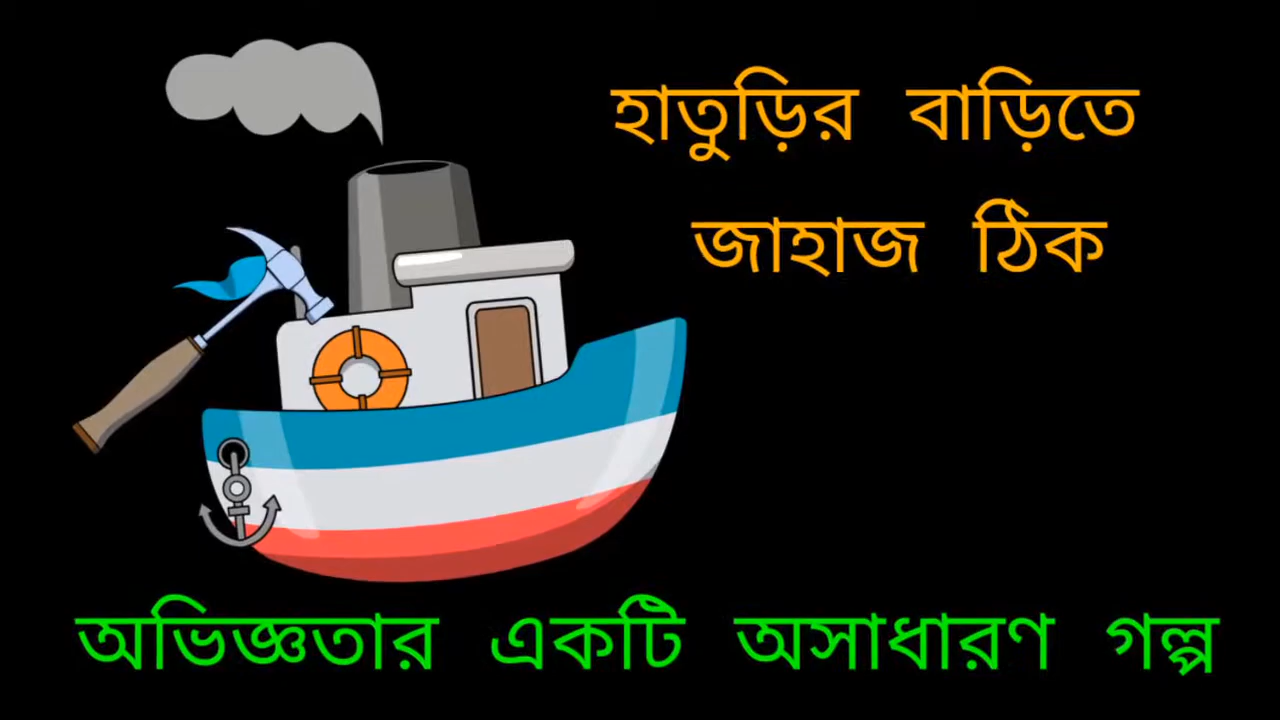 হাতুড়ির বাড়িতে
জাহাজ ঠিক
অভিজ্ঞতার একটি অসাধারণ গল্প